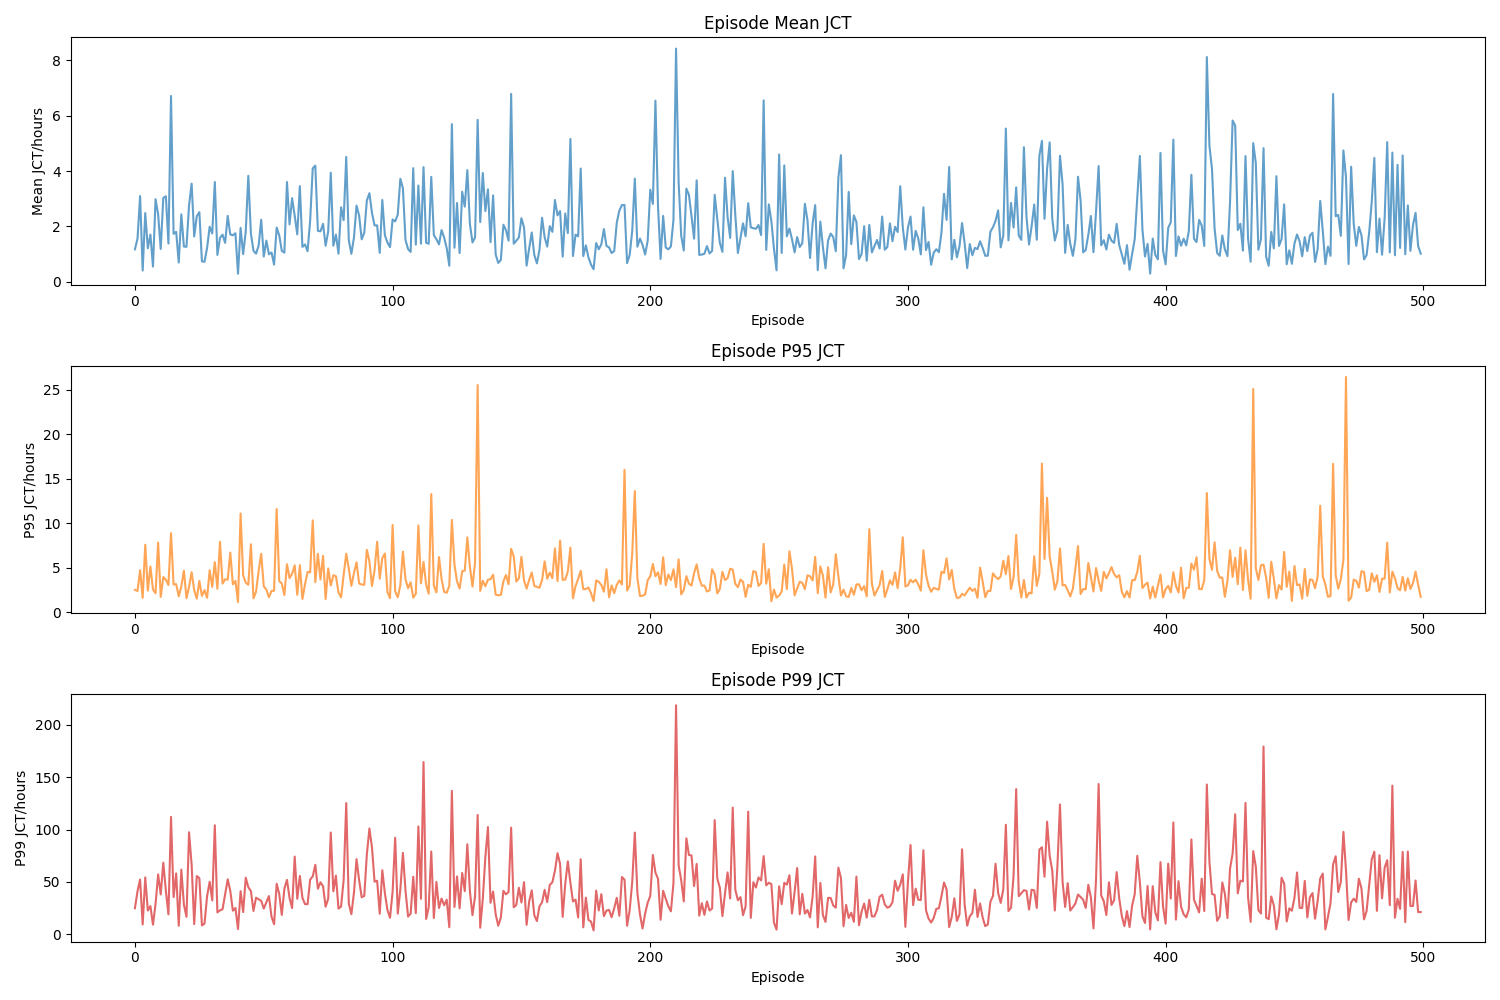 Episode Mean JCT
Mean JCT/hours
8
6
4
2
0
0 100 200 300 400 500
Episode
Episode P95 JCT
P95 JCT/hours
25
20
15
10
5
0
0 100 200 300 400 500
Episode
Episode P99 JCT
P99 JCT/hours
200
150
100
50
0
0 100 200 300 400 500
Episode